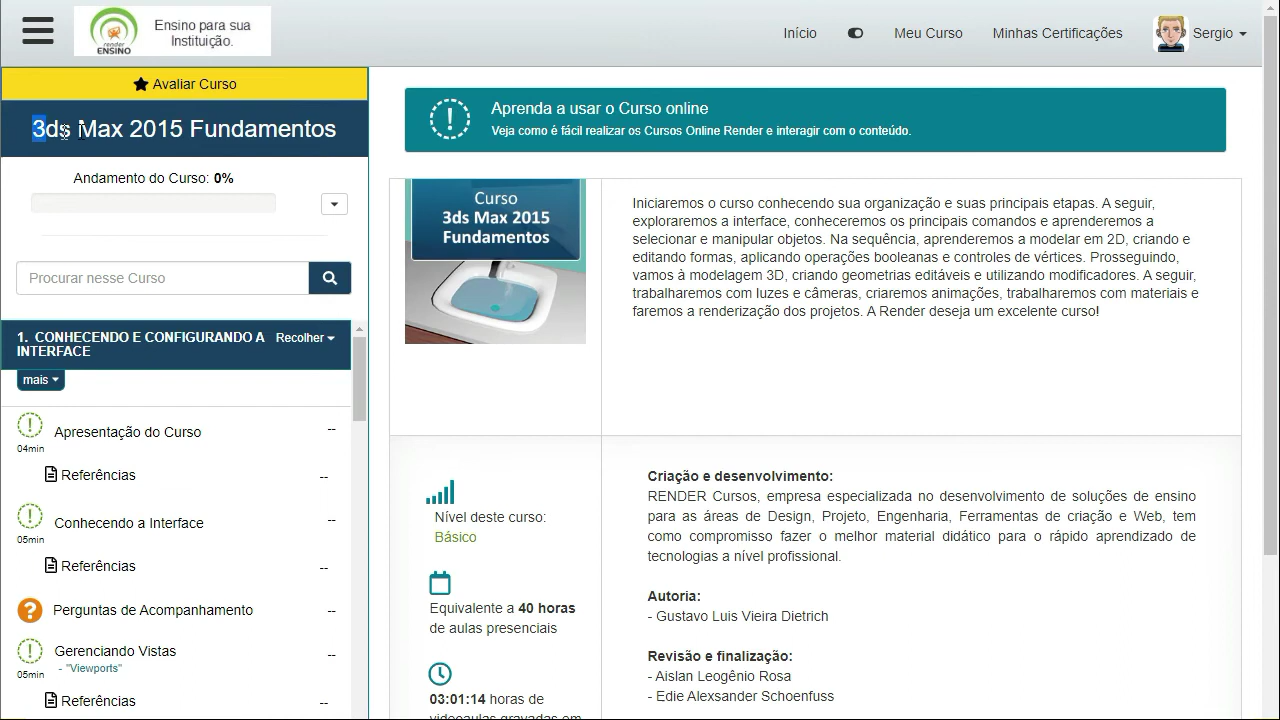 render
ENSINO
Ensino para sua
Instituição.
Início
Meu Curso
Minhas Certificações
Sergio
Avaliar Curso
3ds Max 2015 Fundamentos
Andamento do Curso: 0%
Procurar nesse Curso
1. CONHECENDO E CONFIGURANDO A
INTERFACE
Recolher
mais
Apresentação do Curso --
04min
Referências --
Conhecendo a Interface --
05min
Referências --
Perguntas de Acompanhamento --
Gerenciando Vistas --
- "Viewports"
05min
Referências --
Aprenda a usar o Curso online
Veja como é fácil realizar os Cursos Online Render e interagir com o conteúdo.
Curso
3ds Max 2015
Fundamentos
Iniciaremos o curso conhecendo sua organização e suas principais etapas. A seguir,
exploraremos a interface, conheceremos os principais comandos e aprenderemos a
selecionar e manipular objetos. Na sequência, aprenderemos a modelar em 2D, criando e
editando formas, aplicando operações booleanas e controles de vértices. Prosseguindo,
vamos à modelagem 3D, criando geometrias editáveis e utilizando modificadores. A seguir,
trabalharemos com luzes e câmeras, criaremos animações, trabalharemos com materiais e
faremos a renderização dos projetos. A Render deseja um excelente curso!
Nível deste curso:
Básico
Equivalente a 40 horas
de aulas presenciais
03:01:14 horas de
videoaulas gravadas em
Criação e desenvolvimento:
RENDER Cursos, empresa especializada no desenvolvimento de soluções de ensino
para as áreas de Design, Projeto, Engenharia, Ferramentas de criação e Web, tem
como compromisso fazer o melhor material didático para o rápido aprendizado de
tecnologias a nível profissional.
Autoria:
- Gustavo Luis Vieira Dietrich
Revisão e finalização:
- Aislan Leogênio Rosa
- Edie Alexsander Schoenfuss